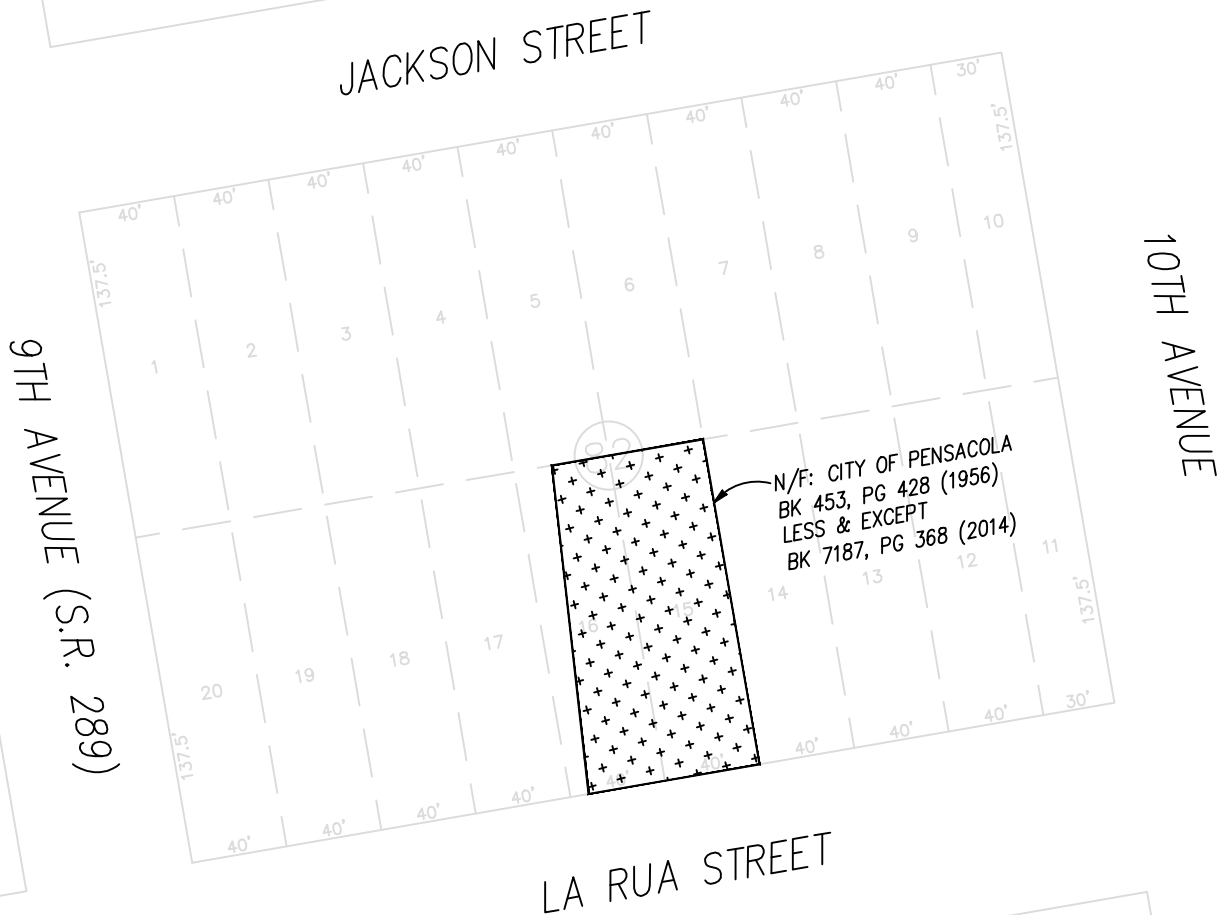 JACKSON STREET
40' 40' 40' 40' 40' 40' 40' 40' 40' 30'
137.5' 137.5'
1 2 3 4 5 6 7 8 9 10
9TH AVENUE (S.R. 289)
10TH AVENUE
N/F: CITY OF PENSACOLA
BK 453, PG 428 (1956)
LESS & EXCEPT
BK 7187, PG 368 (2014)
20 19 18 17 16 15 14 13 12 11
137.5' 137.5'
40' 40' 40' 40' 40' 40' 40' 40' 40' 30'
LA RUA STREET